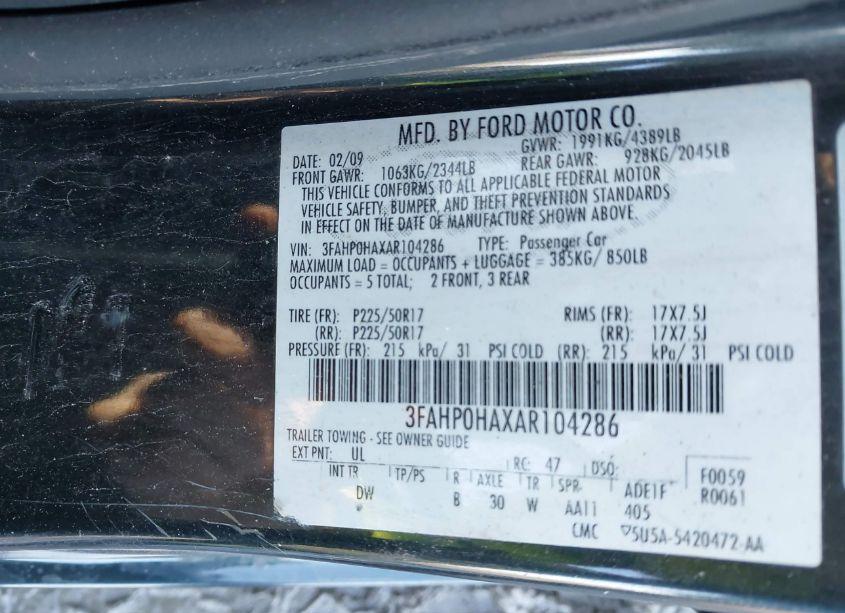 MFD. BY FORD MOTOR CO.
DATE: 02/09 GVWR: 1991KG/4389LB
FRONT GAWR: 1063KG/2344LB REAR GAWR: 928KG/2045LB
THIS VEHICLE CONFORMS TO ALL APPLICABLE FEDERAL MOTOR
VEHICLE SAFETY, BUMPER, AND THEFT PREVENTION STANDARDS
IN EFFECT ON THE DATE OF MANUFACTURE SHOWN ABOVE.
VIN: 3FAHP0HAXAR104286 TYPE: Passenger Car
MAXIMUM LOAD = OCCUPANTS + LUGGAGE = 385KG/ 850LB
OCCUPANTS = 5 TOTAL; 2 FRONT, 3 REAR
TIRE (FR): P225/50R17 RIMS (FR): 17X7.5J
(RR): P225/50R17 (RR): 17X7.5J
PRESSURE (FR): 215 kPa/ 31 PSI COLD (RR): 215 kPa/ 31 PSI COLD
3FAHP0HAXAR104286
TRAILER TOWING - SEE OWNER GUIDE
EXT PNT: UL RC: 47 DSO: F0059
INT TR TP/PS R AXLE TR SPR ADE1F R0061
DW B 30 W AA11 405
CMC 5U5A-5420472-AA